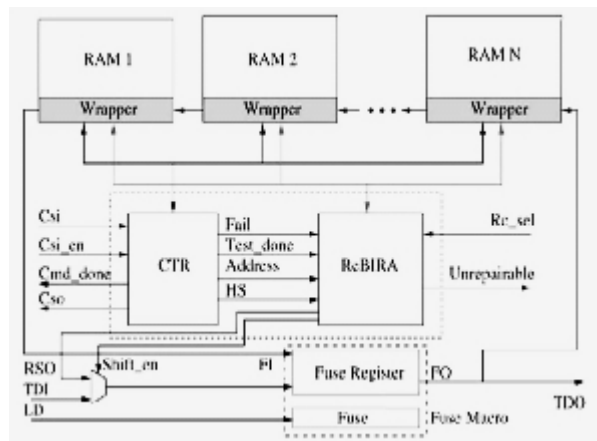 RAM 1
RAM 2
RAM N
Wrapper
Wrapper
Wrapper
Csi
Csi_en
Cmd_done
Cso
CTR
Fail
Test_done
Address
HS
ReBIRA
Rc_sel
Unrepairable
RSO
TDI
LD
Shift_en
FI
Fuse Register
FO
TDO
Fuse
Fuse Macro